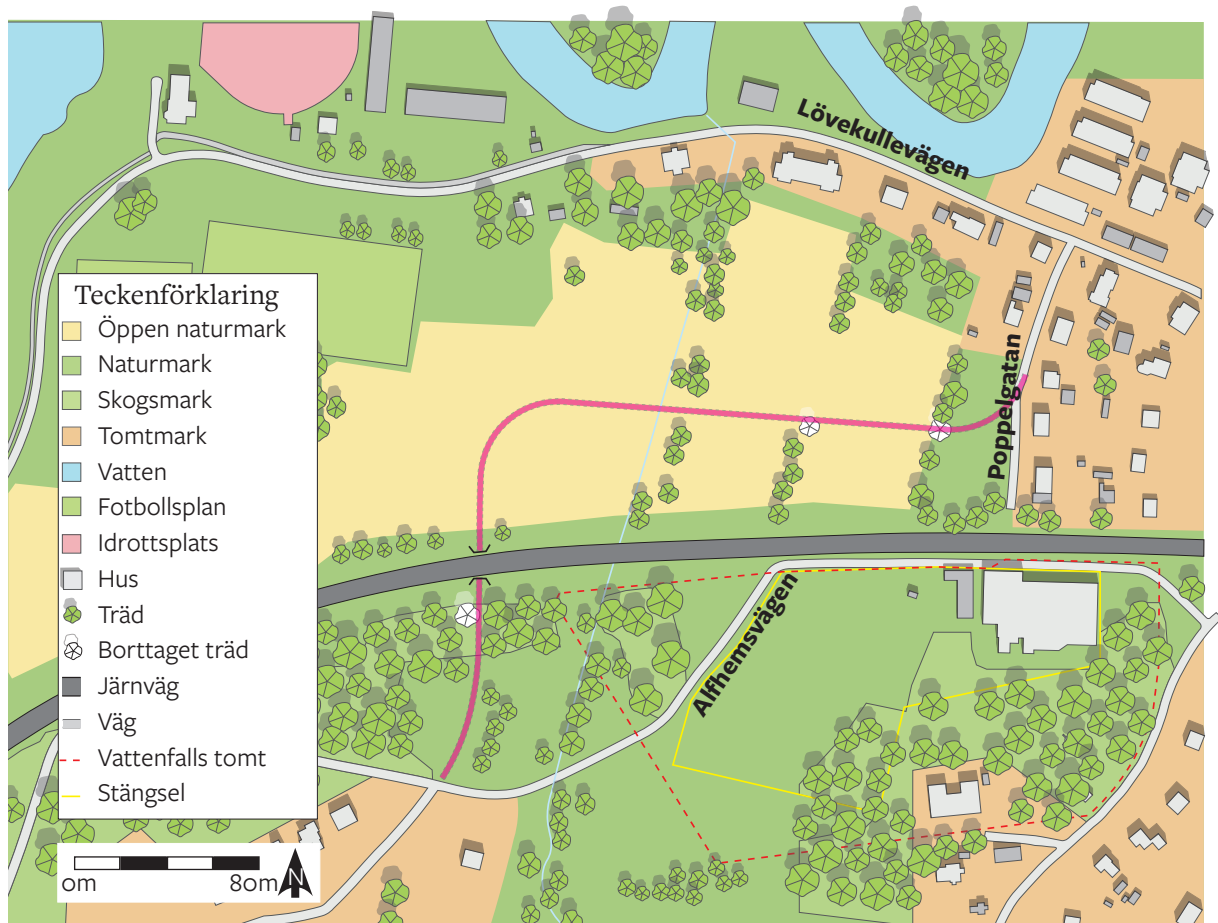 Lövekullevägen
Poppelgatan
Alfhemsvägen
Teckenförklaring
Öppen naturmark
Naturmark
Skogsmark
Tomtmark
Vatten
Fotbollsplan
Idrottsplats
Hus
Träd
Borttaget träd
Järnväg
Väg
Vattenfalls tomt
Stängsel
0m 80m N